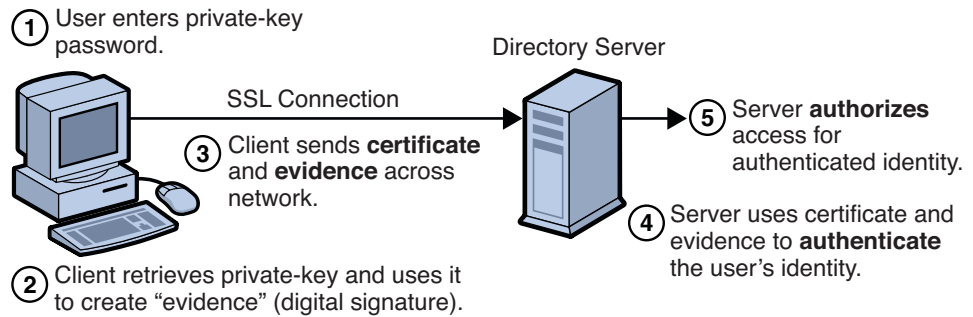 1 User enters private-key
password.
Directory Server
SSL Connection
3 Client sends certificate
and evidence across
network.
5 Server authorizes
access for
authenticated identity.
4 Server uses certificate and
evidence to authenticate
the user’s identity.
2 Client retrieves private-key and uses it
to create “evidence” (digital signature).